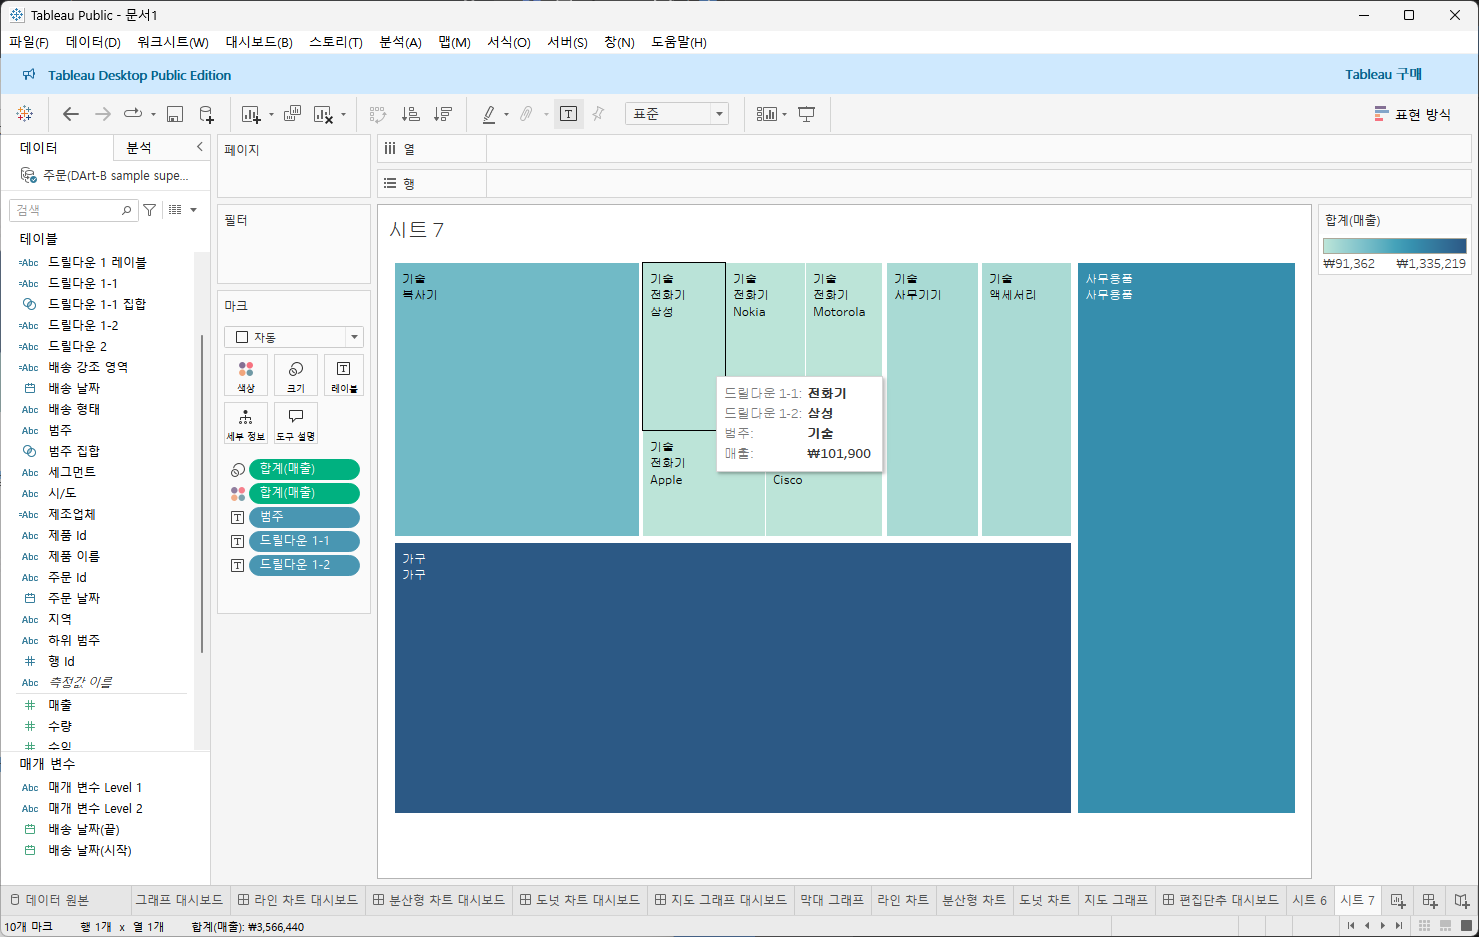 Tableau Public - 문서1
파일(F) 데이터(D) 워크시트(W) 대시보드(B) 스토리(T) 분석(A) 맵(M) 서식(O) 서버(S) 창(N) 도움말(H)
Tableau Desktop Public Edition
Tableau 구매
표준
표현 방식
데이터
분석
주문(DArt-B sample supe...
검색
테이블
=Abc 드릴다운 1 레이블
=Abc 드릴다운 1-1
드릴다운 1-1 집합
=Abc 드릴다운 1-2
=Abc 드릴다운 2
=Abc 배송 강조 영역
배송 날짜
Abc 배송 형태
Abc 범주
범주 집합
Abc 세그먼트
Abc 시/도
=Abc 제조업체
Abc 제품 Id
Abc 제품 이름
Abc 주문 Id
주문 날짜
Abc 지역
Abc 하위 범주
행 Id
Abc 측정값 이름
매출
수량
수익
매개 변수
Abc 매개 변수 Level 1
Abc 매개 변수 Level 2
배송 날짜(끝)
배송 날짜(시작)
페이지
필터
마크
자동
색상
크기
레이블
세부 정보
도구 설명
합계(매출)
합계(매출)
범주
드릴다운 1-1
드릴다운 1-2
열
행
시트 7
기술
복사기
기술
전화기
삼성
기술
전화기
Nokia
기술
전화기
Motorola
기술
사무기기
기술
액세서리
사무용품
사무용품
드릴다운 1-1: 전화기
드릴다운 1-2: 삼성
범주: 기술
매출: ₩101,900
기술
전화기
Apple
Cisco
가구
가구
합계(매출)
₩91,362 ₩1,335,219
데이터 원본
그래프 대시보드
라인 차트 대시보드
분산형 차트 대시보드
도넛 차트 대시보드
지도 그래프 대시보드
막대 그래프
라인 차트
분산형 차트
도넛 차트
지도 그래프
편집단추 대시보드
시트 6
시트 7
10개 마크 행 1개 x 열 1개 합계(매출): ₩3,566,440